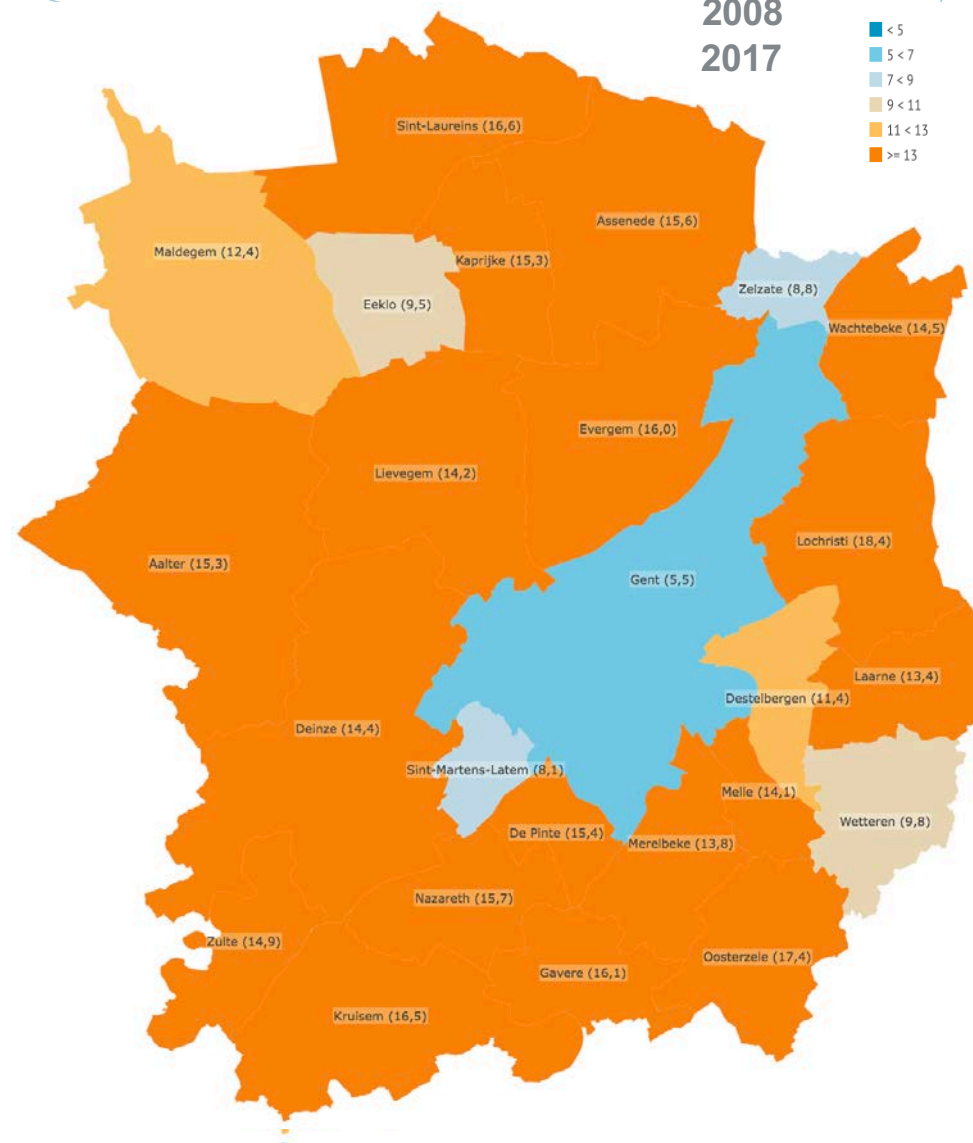 2008
2017
< 5
5 < 7
7 < 9
9 < 11
11 < 13
>= 13
Sint-Laureins (16,6)
Assenede (15,6)
Maldegem (12,4)
Kaprijke (15,3)
Zelzate (8,8)
Eeklo (9,5)
Wachtebeke (14,5)
Evergem (16,0)
Lievegem (14,2)
Lochristi (18,4)
Aalter (15,3)
Gent (5,5)
Laarne (13,4)
Destelbergen (11,4)
Deinze (14,4)
Sint-Martens-Latem (8,1)
Melle (14,1)
Wetteren (9,8)
De Pinte (15,4)
Merelbeke (13,8)
Nazareth (15,7)
Zulte (14,9)
Oosterzele (17,4)
Gavere (16,1)
Kruisem (16,5)